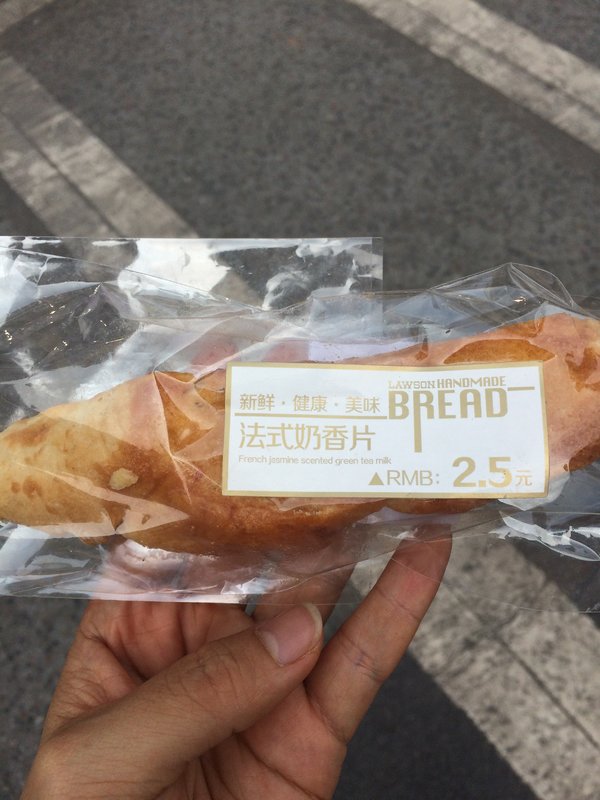 新鲜·健康·美味
LAWSON HANDMADE
BREAD
法式奶香片
French jasmine scented green tea milk
▲RMB: 2.5元